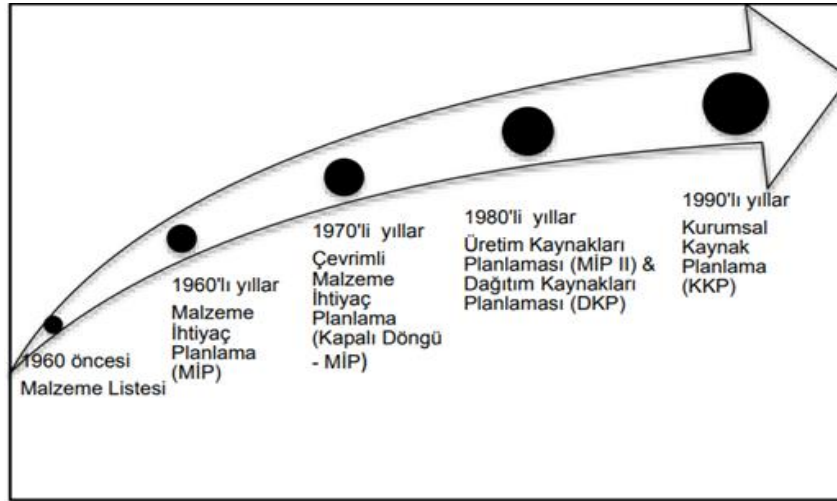 1960 öncesi
Malzeme Listesi
1960'lı yıllar
Malzeme
İhtiyaç
Planlama
(MİP)
1970'li yıllar
Çevrimli
Malzeme
İhtiyaç
Planlama
(Kapalı Döngü
- MİP)
1980'li yıllar
Üretim Kaynakları
Planlaması (MİP II) &
Dağıtım Kaynakları
Planlaması (DKP)
1990'lı yıllar
Kurumsal
Kaynak
Planlama
(KKP)